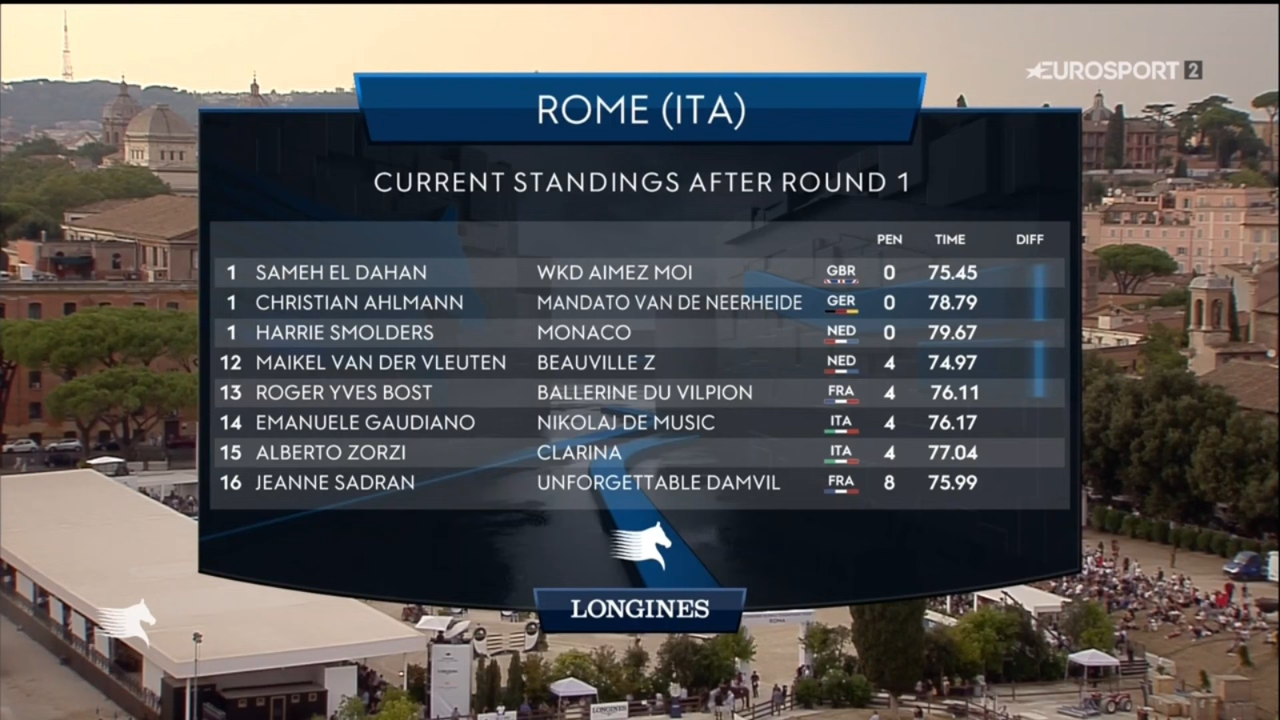 EUROSPORT 2
ROME (ITA)
CURRENT STANDINGS AFTER ROUND 1
PEN TIME DIFF
1 SAMEH EL DAHAN WKD AIMEZ MOI GBR 0 75.45
1 CHRISTIAN AHLMANN MANDATO VAN DE NEERHEIDE GER 0 78.79
1 HARRIE SMOLDERS MONACO NED 0 79.67
12 MAIKEL VAN DER VLEUTEN BEAUVILLE Z NED 4 74.97
13 ROGER YVES BOST BALLERINE DU VILPION FRA 4 76.11
14 EMANUELE GAUDIANO NIKOLAJ DE MUSIC ITA 4 76.17
15 ALBERTO ZORZI CLARINA ITA 4 77.04
16 JEANNE SADRAN UNFORGETTABLE DAMVIL FRA 8 75.99
LONGINES
LONGINES